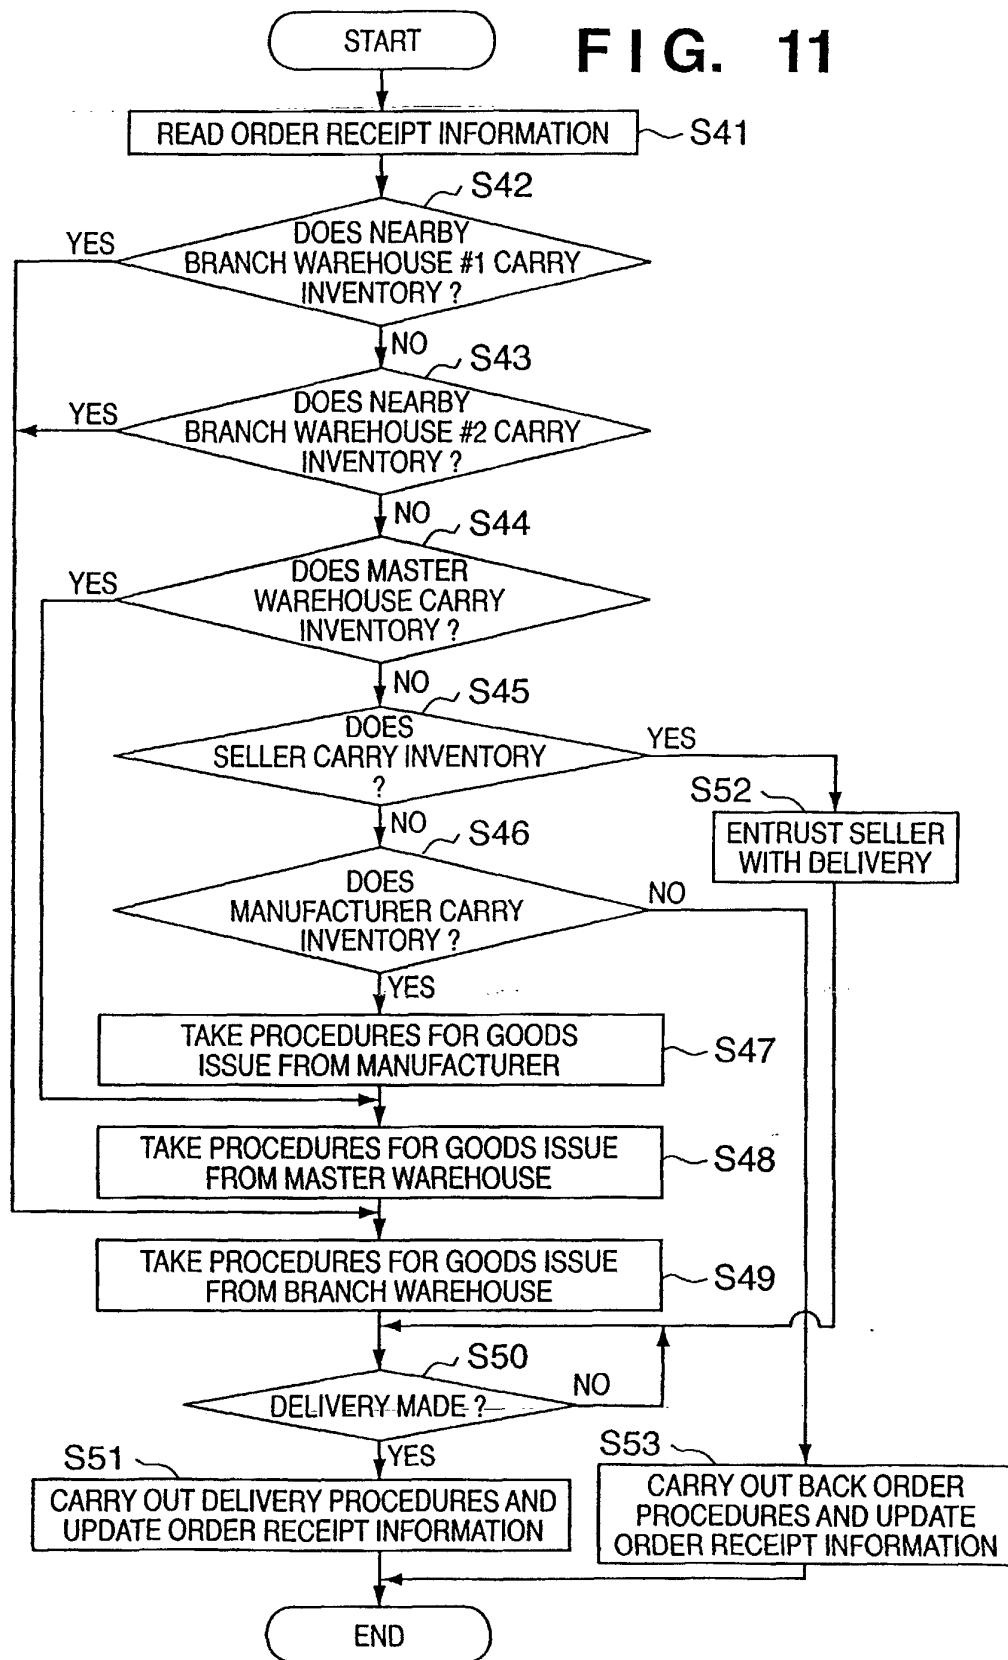 START
FIG. 11
READ ORDER RECEIPT INFORMATION
S41
S42
DOES NEARBY
BRANCH WAREHOUSE #1 CARRY
INVENTORY ?
YES
NO
S43
DOES NEARBY
BRANCH WAREHOUSE #2 CARRY
INVENTORY ?
YES
NO
S44
DOES MASTER
WAREHOUSE CARRY
INVENTORY ?
YES
NO
S45
DOES
SELLER CARRY INVENTORY
?
YES
NO
S52
ENTRUST SELLER
WITH DELIVERY
S46
DOES
MANUFACTURER CARRY
INVENTORY ?
NO
YES
TAKE PROCEDURES FOR GOODS
ISSUE FROM MANUFACTURER
S47
TAKE PROCEDURES FOR GOODS ISSUE
FROM MASTER WAREHOUSE
S48
TAKE PROCEDURES FOR GOODS ISSUE
FROM BRANCH WAREHOUSE
S49
S50
DELIVERY MADE ?
NO
YES
S51
CARRY OUT DELIVERY PROCEDURES AND
UPDATE ORDER RECEIPT INFORMATION
S53
CARRY OUT BACK ORDER
PROCEDURES AND UPDATE
ORDER RECEIPT INFORMATION
END